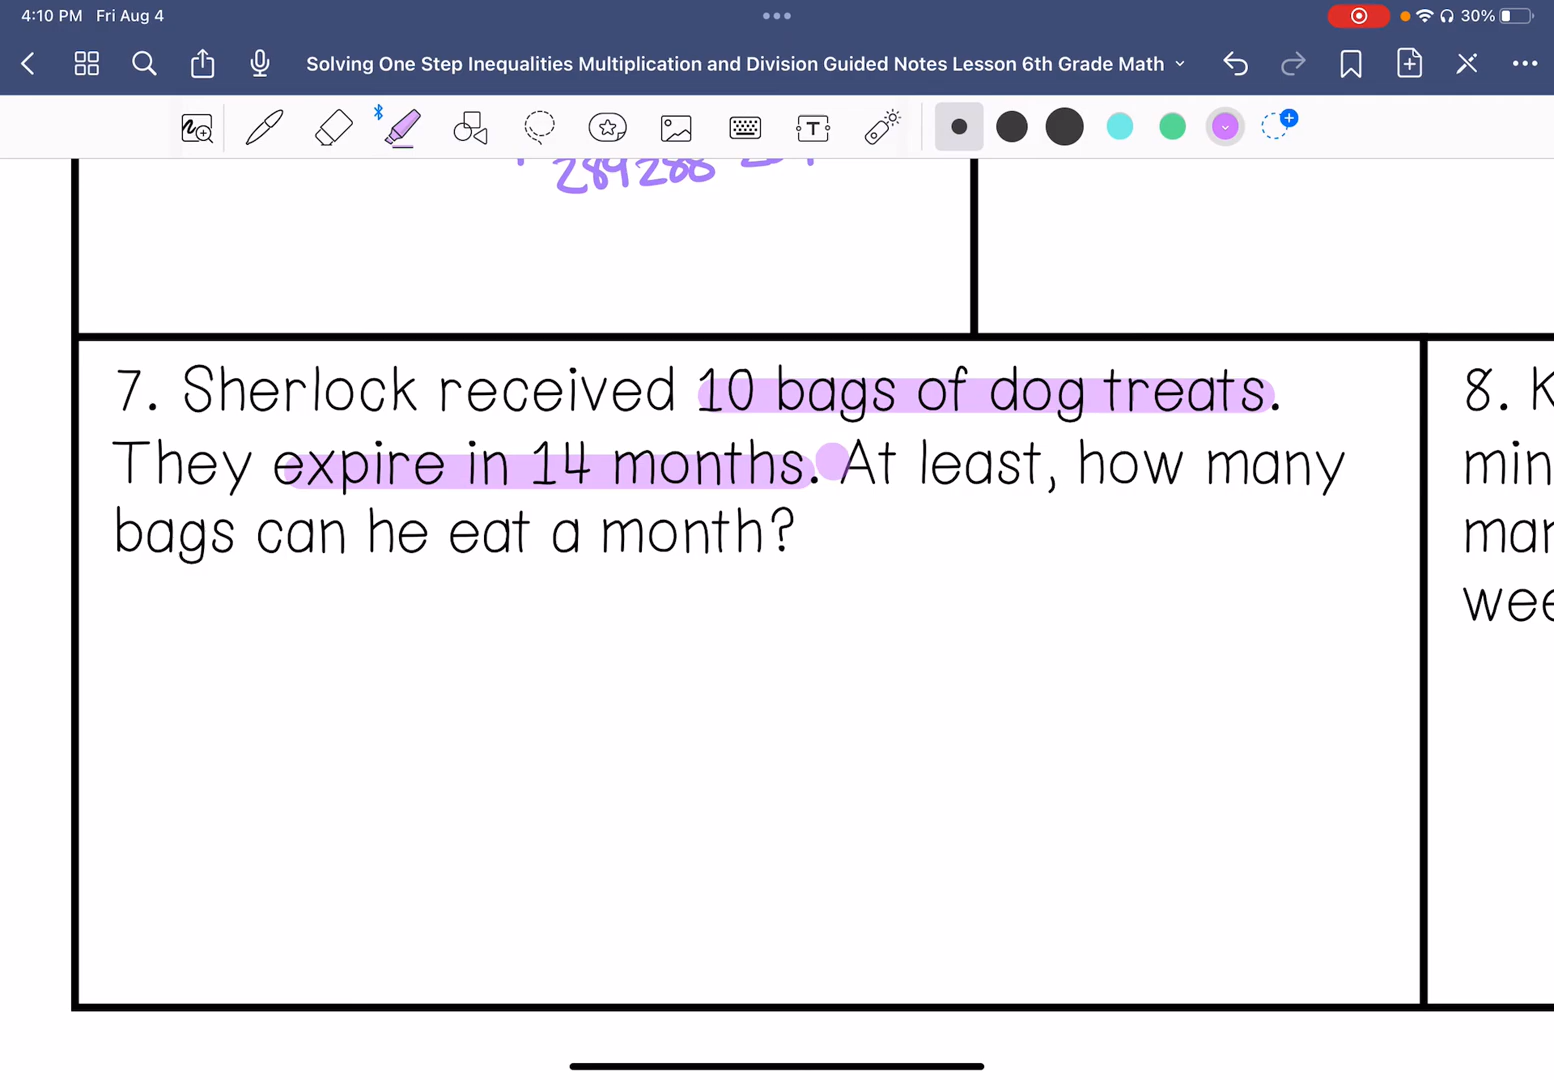 4:10 PM Fri Aug 4
30%
Solving One Step Inequalities Multiplication and Division Guided Notes Lesson 6th Grade Math
T
289288
7. Sherlock received 10 bags of dog treats.
They expire in 14 months. At least, how many
bags can he eat a month?
8. K
min
wee